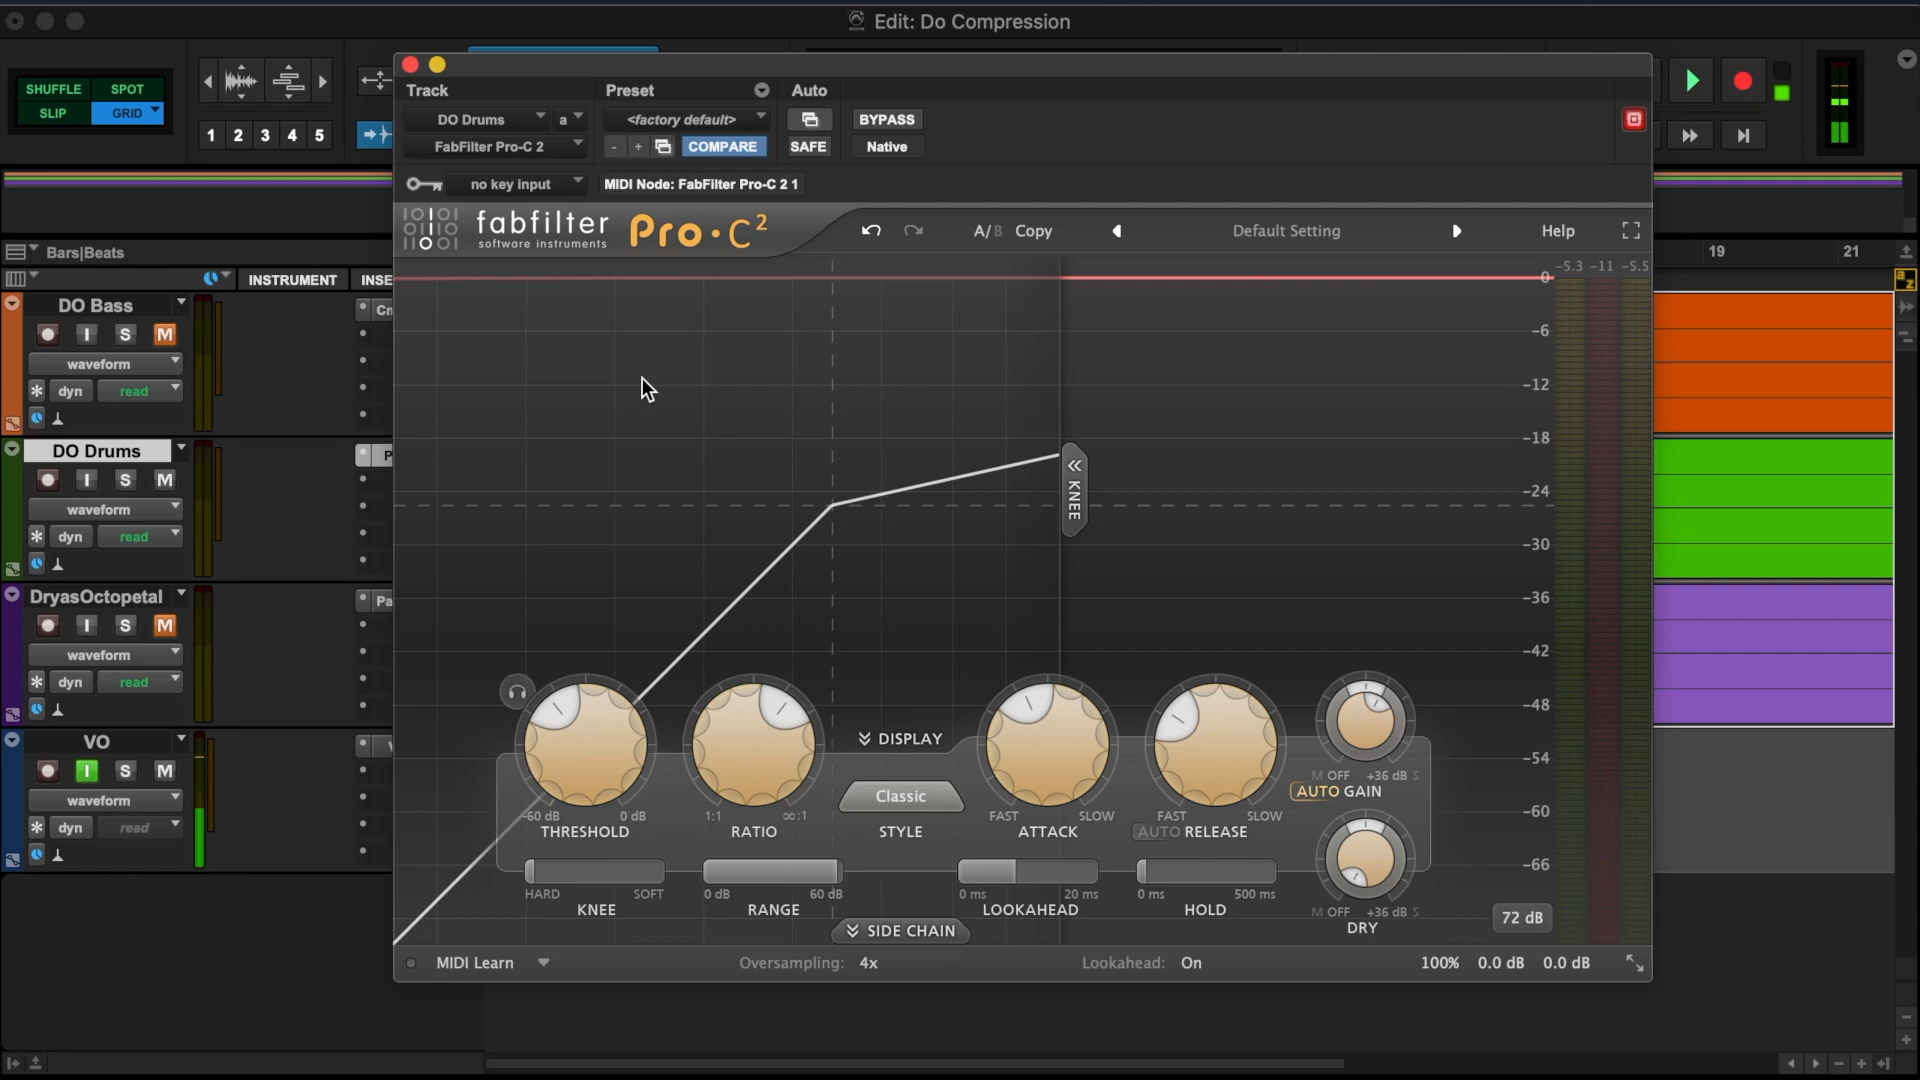 Edit: Do Compression
SHUFFLE SPOT
SLIP GRID
1 2 3 4 5
Track Preset Auto
DO Drums a <factory default> BYPASS
FabFilter Pro-C 2 - + COMPARE SAFE Native
no key input MIDI Node: FabFilter Pro-C 2 1
fabfilter Pro·C2
software instruments
A/B Copy Default Setting Help
Bars|Beats
19 21
INSTRUMENT INSE
-5.3 -11 -5.5
0
-6
-12
-18
-24
-30
-36
-42
-48
-54
-60
-66
DO Bass
I S M
waveform
dyn read
DO Drums
I S M
waveform
dyn read
DryasOctopetal
I S M
waveform
dyn read
VO
I S M
waveform
dyn read
Cm
P
Pa
V
a z
KNEE
DISPLAY
Classic
STYLE
-60 dB 0 dB
THRESHOLD
1:1 ∞:1
RATIO
FAST SLOW
ATTACK
FAST SLOW
AUTO RELEASE
M OFF +36 dB S
AUTO GAIN
HARD SOFT
KNEE
0 dB 60 dB
RANGE
0 ms 20 ms
LOOKAHEAD
0 ms 500 ms
HOLD
M OFF +36 dB S
DRY
72 dB
SIDE CHAIN
MIDI Learn Oversampling: 4x Lookahead: On 100% 0.0 dB 0.0 dB